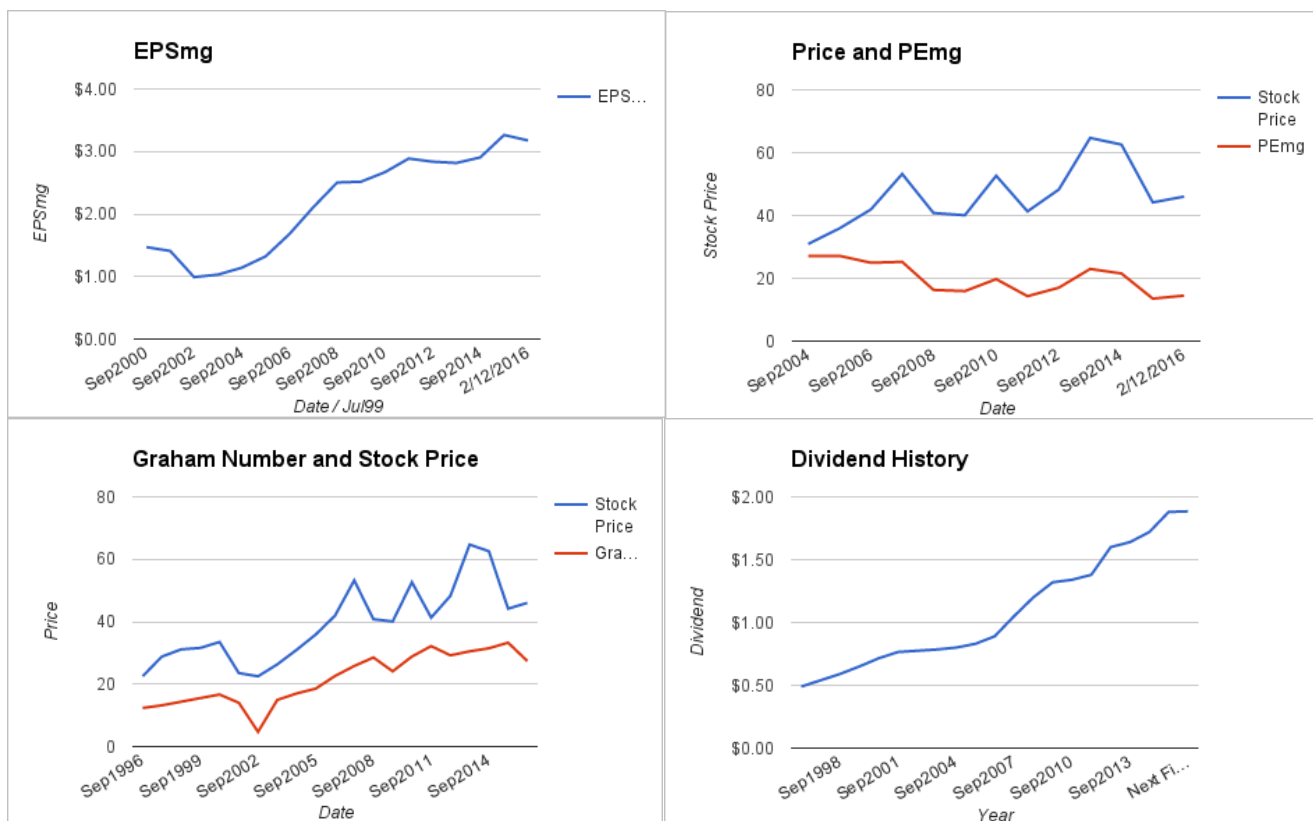 EPSmg
$4.00
$3.00
$2.00
$1.00
$0.00
EPSmg
EPS...
Sep2000
Sep2002
Sep2004
Sep2006
Sep2008
Sep2010
Sep2012
Sep2014
2/12/2016
Date / Jul99
Price and PEmg
80
60
40
20
0
Stock Price
Stock
Price
PEmg
Sep2004
Sep2006
Sep2008
Sep2010
Sep2012
Sep2014
2/12/2016
Date
Graham Number and Stock Price
80
60
40
20
0
Price
Stock
Price
Gra...
Sep1996
Sep1999
Sep2002
Sep2005
Sep2008
Sep2011
Sep2014
Date
Dividend History
$2.00
$1.50
$1.00
$0.50
$0.00
Dividend
Sep1998
Sep2001
Sep2004
Sep2007
Sep2010
Sep2013
Next Fi...
Year